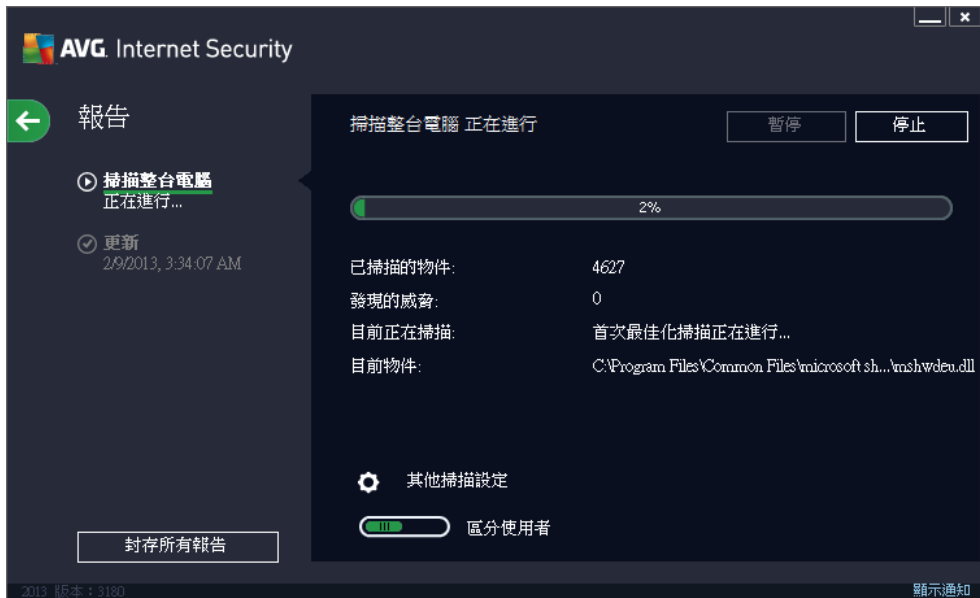 AVG. Internet Security
報告
掃描整台電腦
正在進行...
更新
2/9/2013, 3:34:07 AM
封存所有報告
掃描整台電腦 正在進行
暫停
停止
2%
已掃描的物件: 4627
發現的威脅: 0
目前正在掃描: 首次最佳化掃描正在進行...
目前物件: C:\Program Files\Common Files\microsoft sh...\mshwdeu.dll
其他掃描設定
區分使用者
2013 版本：3180
顯示通知